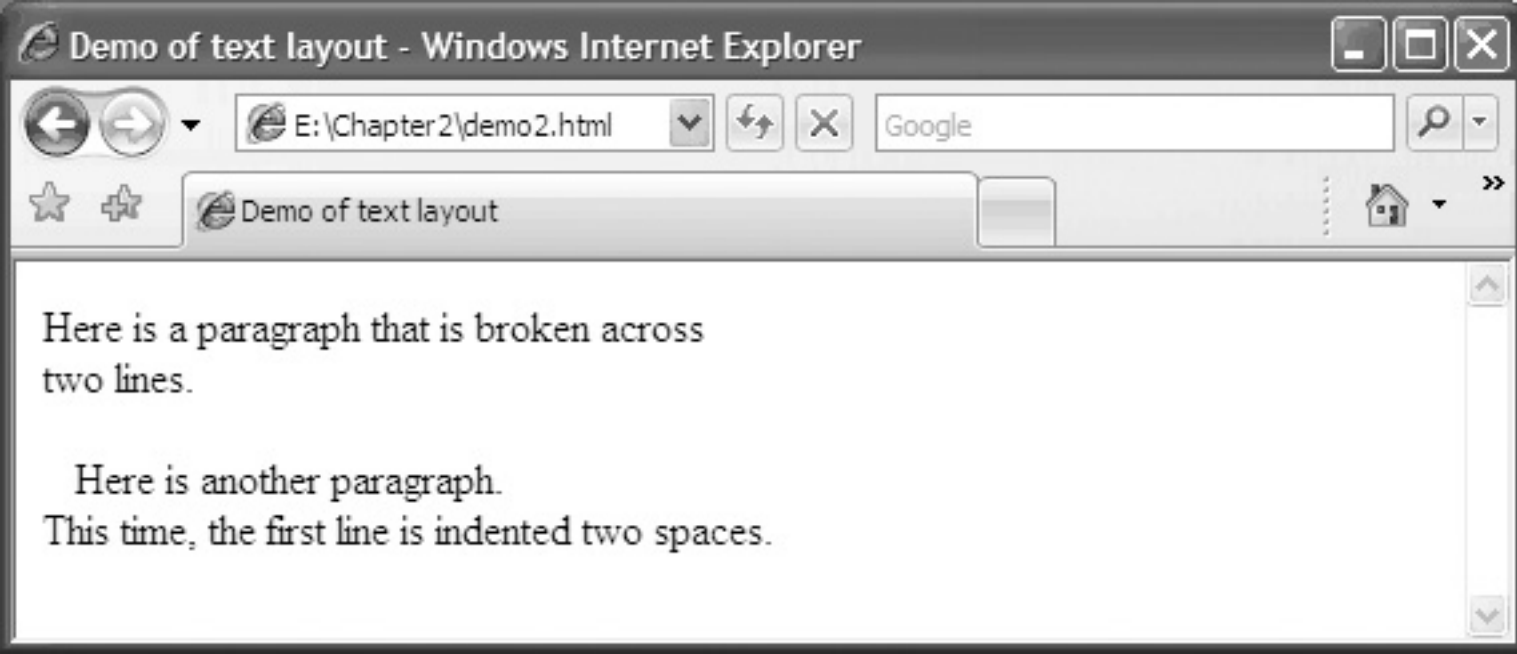 Demo of text layout - Windows Internet Explorer
E:\Chapter2\demo2.html
Google
Demo of text layout
Here is a paragraph that is broken across
two lines.
Here is another paragraph.
This time, the first line is indented two spaces.